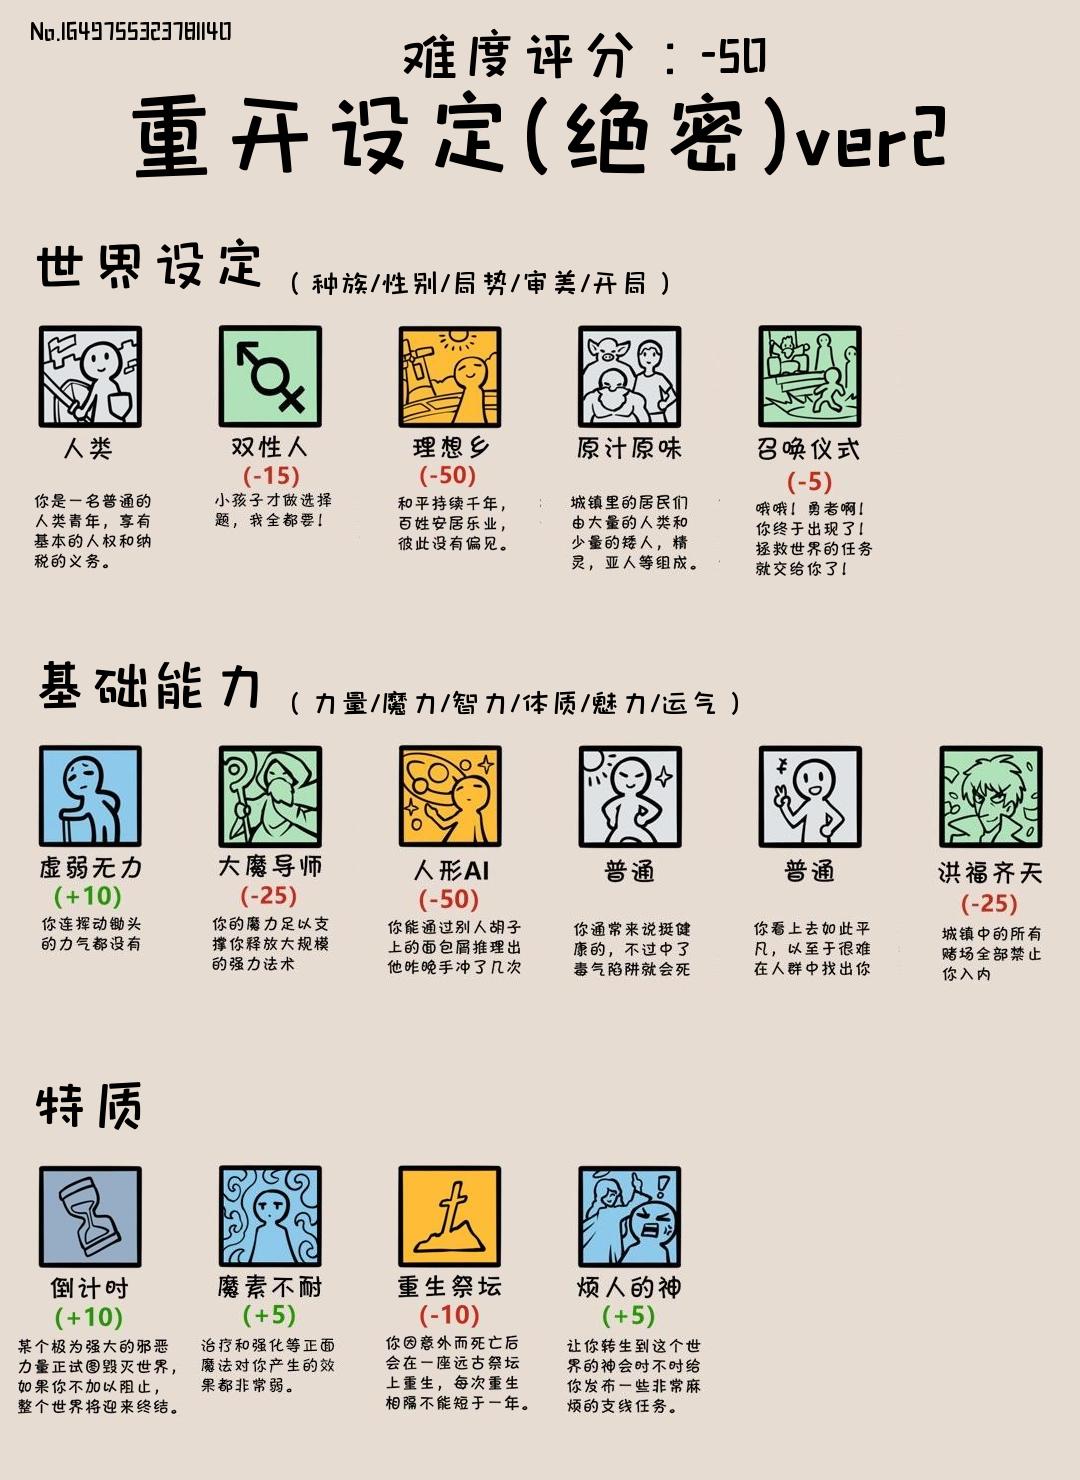 No.1649755323781140
难度评分：-50
重开设定(绝密)ver2
世界设定（种族/性别/局势/审美/开局）
人类
你是一名普通的
人类青年，享有
基本的人权和纳
税的义务。
双性人
(-15)
小孩子才做选择
题，我全都要！
理想乡
(-50)
和平持续千年，
百姓安居乐业，
彼此没有偏见。
原汁原味
城镇里的居民们
由大量的人类和
少量的矮人，精
灵，亚人等组成。
召唤仪式
(-5)
哦哦！勇者啊！
你终于出现了！
拯救世界的任务
就交给你了！
基础能力（力量/魔力/智力/体质/魅力/运气）
虚弱无力
(+10)
你连挥动锄头
的力气都没有
大魔导师
(-25)
你的魔力足以支
撑你释放大规模
的强力法术
人形AI
(-50)
你能通过别人胡子
上的面包屑推理出
他昨晚手冲了几次
普通
你通常来说挺健
康的，不过中了
毒气陷阱就会死
普通
你看上去如此平
凡，以至于很难
在人群中找出你
洪福齐天
(-25)
城镇中的所有
赌场全部禁止
你入内
特质
倒计时
(+10)
某个极为强大的邪恶
力量正试图毁灭世界，
如果你不加以阻止，
整个世界将迎来终结。
魔素不耐
(+5)
治疗和强化等正面
魔法对你产生的效
果都非常弱。
重生祭坛
(-10)
你因意外而死亡后
会在一座远古祭坛
上重生，每次重生
相隔不能短于一年。
烦人的神
(+5)
让你转生到这个世
界的神会时不时给
你发布一些非常麻
烦的支线任务。